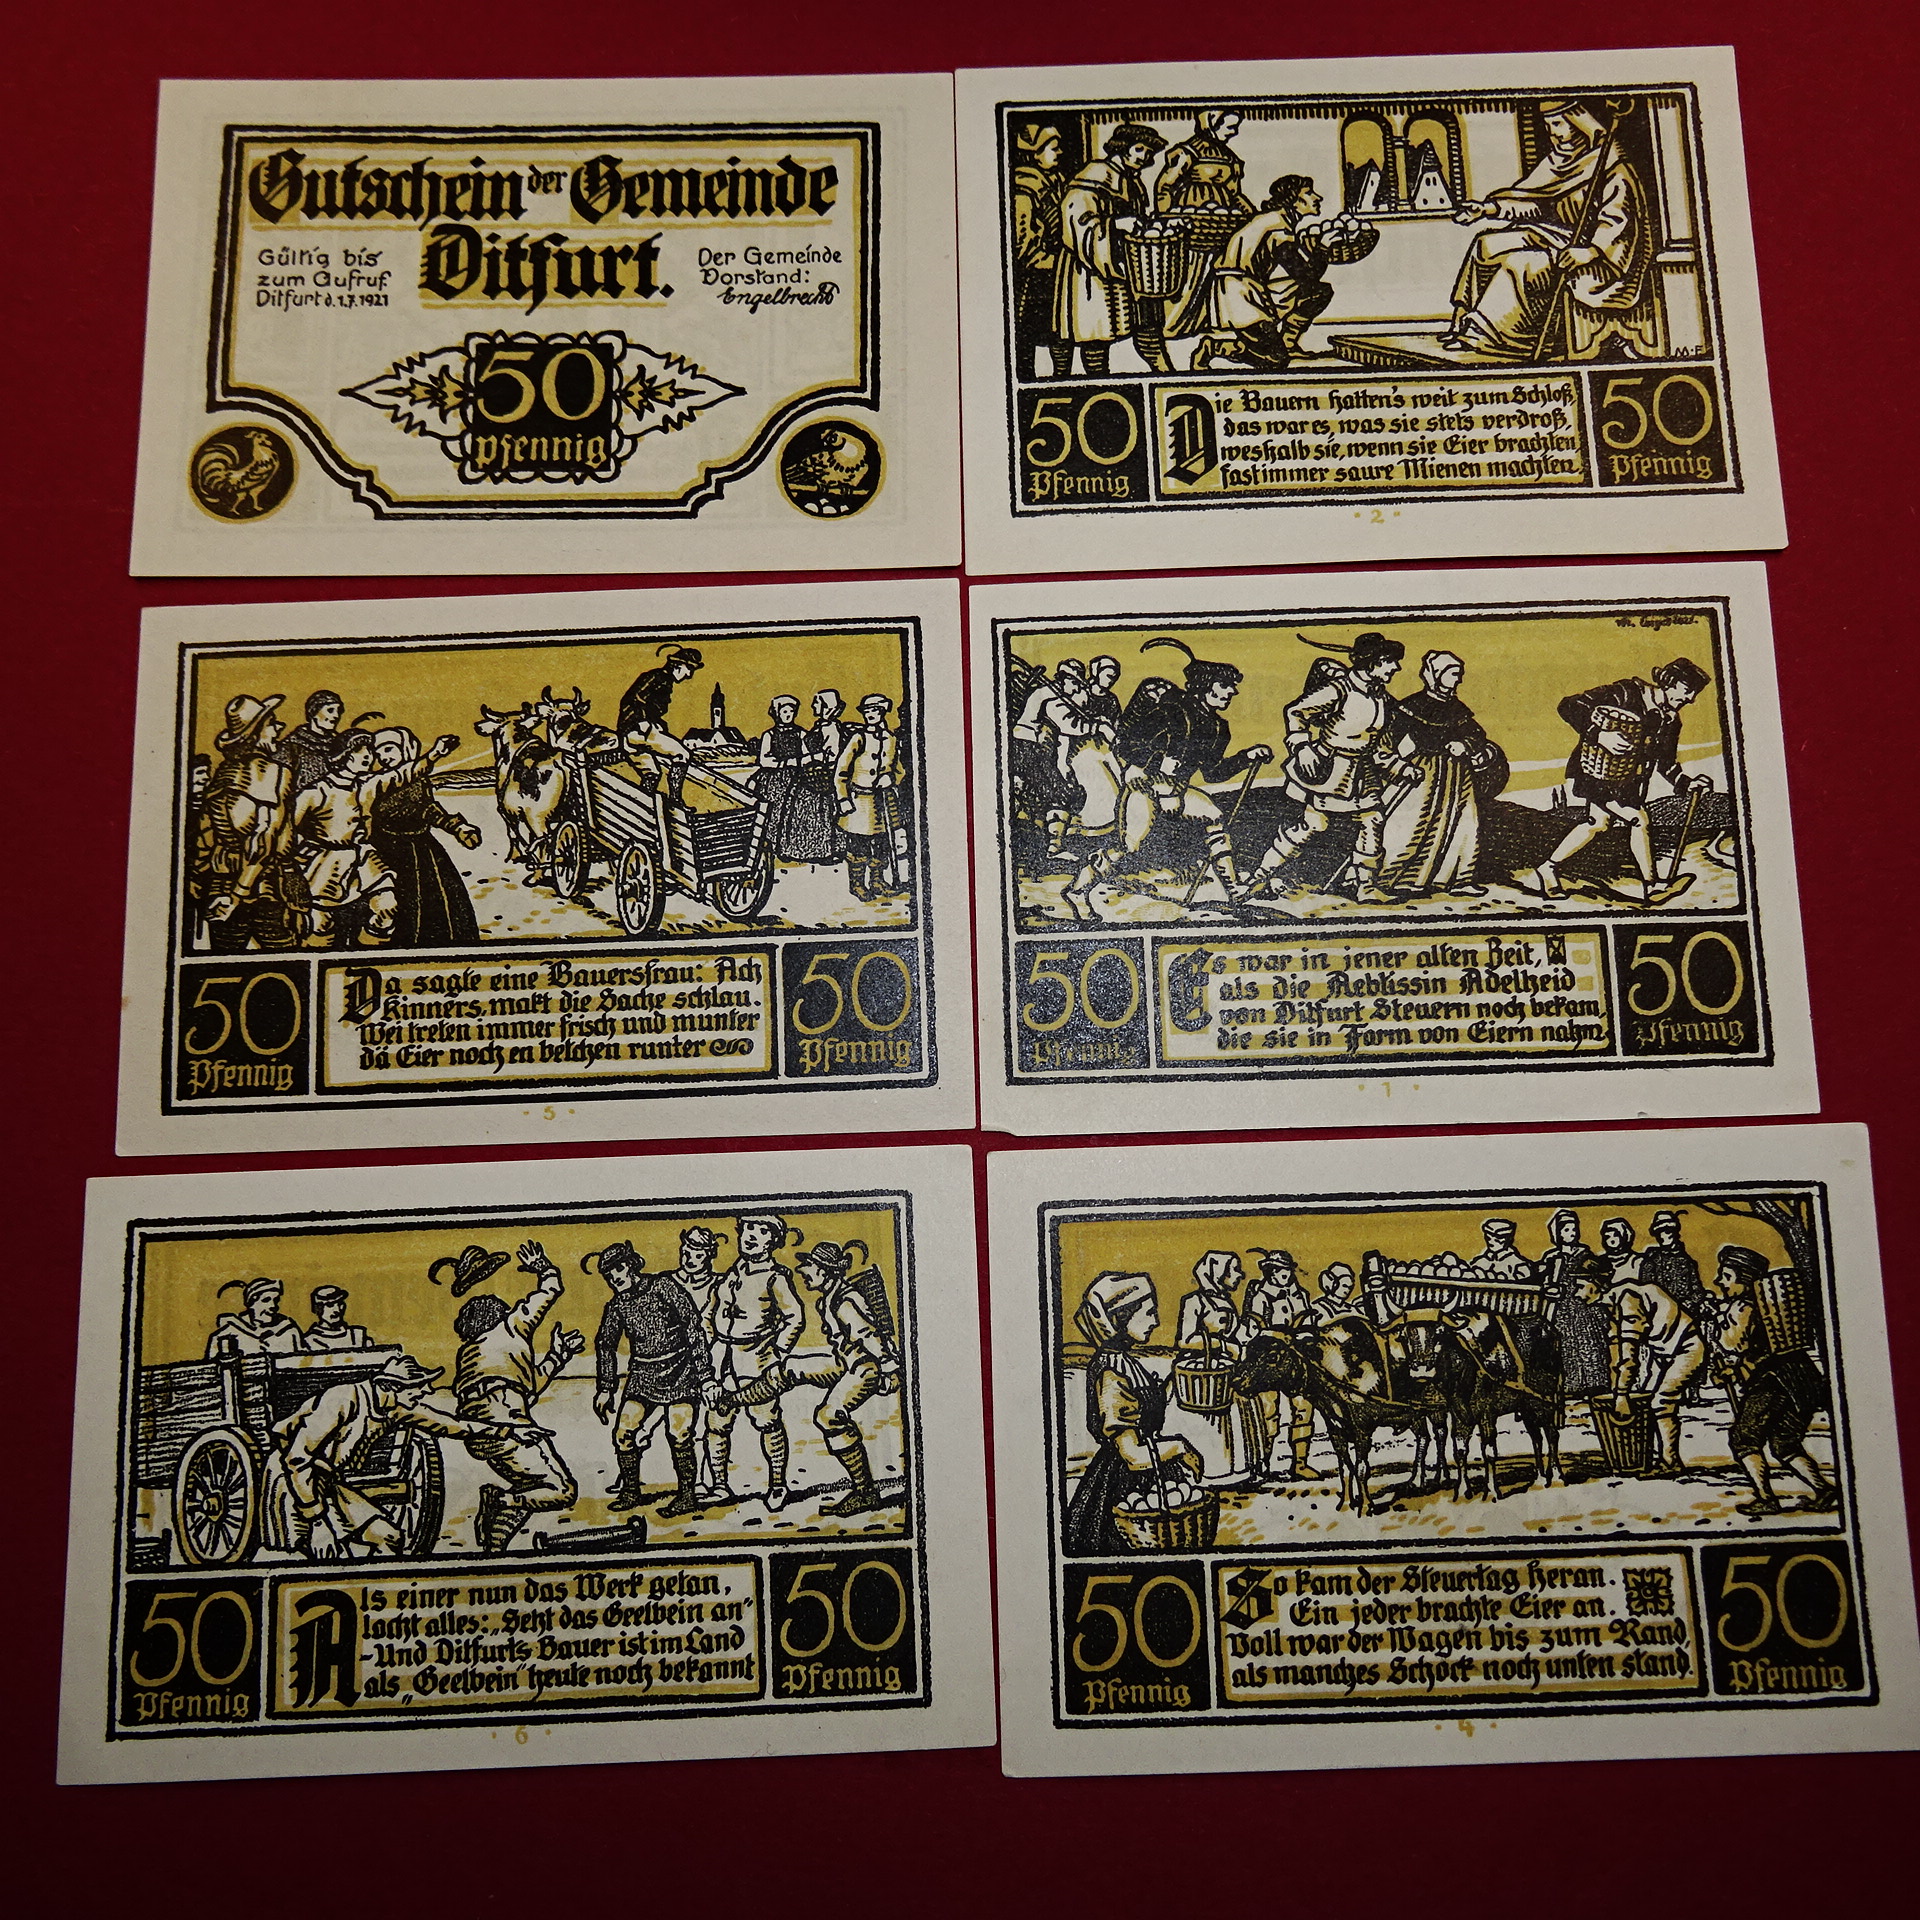 Gutschein der Gemeinde
Ditfurt.
Gültig bis
zum Aufruf.
Ditfurt d. 1.7.1921
Der Gemeinde
Vorstand:
Engelbrecht
50
Pfennig
M·F
50
Pfennig
Die Bauern hatten's weit zum Schloß,
das war es, was sie stets verdroß,
weshalb sie, wenn sie Eier brachten,
fast immer saure Mienen machten.
50
Pfennig
·2·
50
Pfennig
Da sagte eine Bauersfrau: Ach
Kinners, makt die Sache schlau.
Wei treten immer frisch und munter
da Eier noch en betchen runter
50
Pfennig
·5·
50
Pfennig
Es war in jener alten Zeit,
als die Aebtissin Adelheid
von Ditfurt Steuern noch bekam,
die sie in Form von Eiern nahm.
50
Pfennig
·1·
50
Pfennig
Als einer nun das Werk getan,
lacht alles: „Seht das Geelbein an"
-Und Ditfurts Bauer ist im Land
als „Geelbein" heute noch bekannt
50
Pfennig
·6·
50
Pfennig
So kam der Steuertag heran.
Ein jeder brachte Eier an.
Voll war der Wagen bis zum Rand,
als manches Schock noch unten stand.
50
Pfennig
·4·